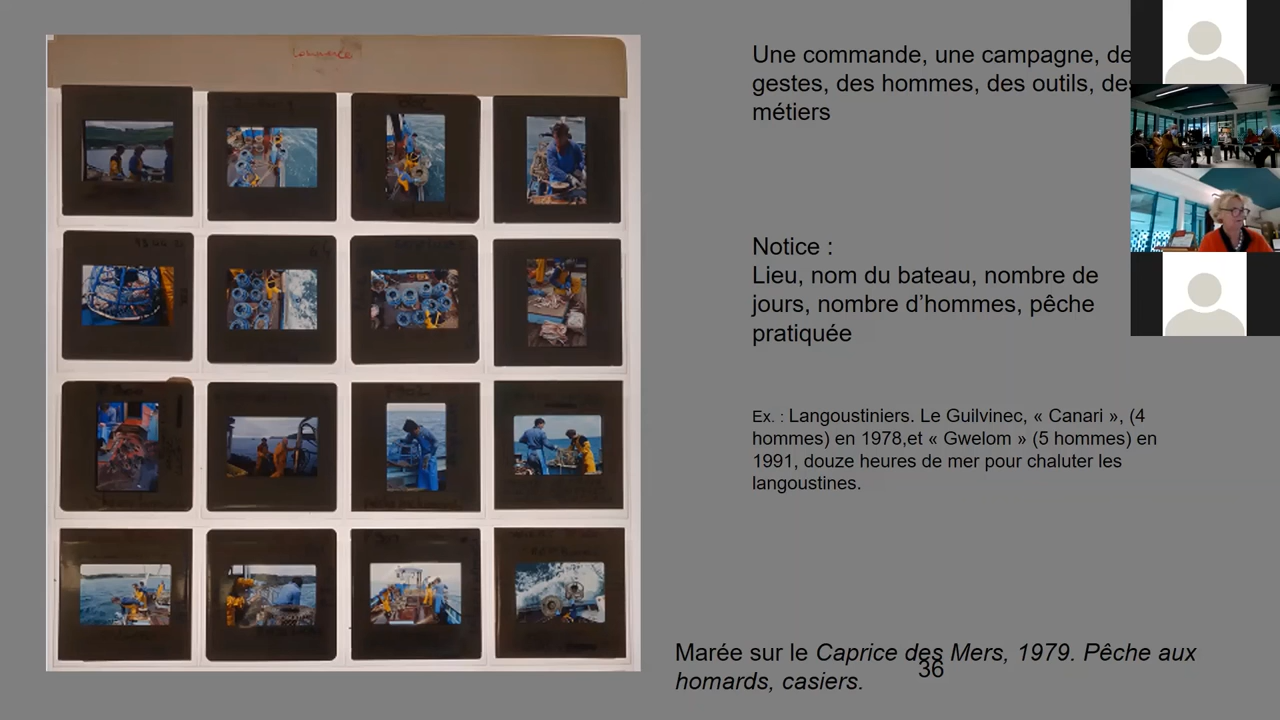 Une commande, une campagne, de
gestes, des hommes, des outils, des
métiers
Notice :
Lieu, nom du bateau, nombre de
jours, nombre d’hommes, pêche
pratiquée
Ex. : Langoustiniers. Le Guilvinec, « Canari », (4
hommes) en 1978,et « Gwelom » (5 hommes) en
1991, douze heures de mer pour chaluter les
langoustines.
Marée sur le Caprice des Mers, 1979. Pêche aux
homards, casiers.
36